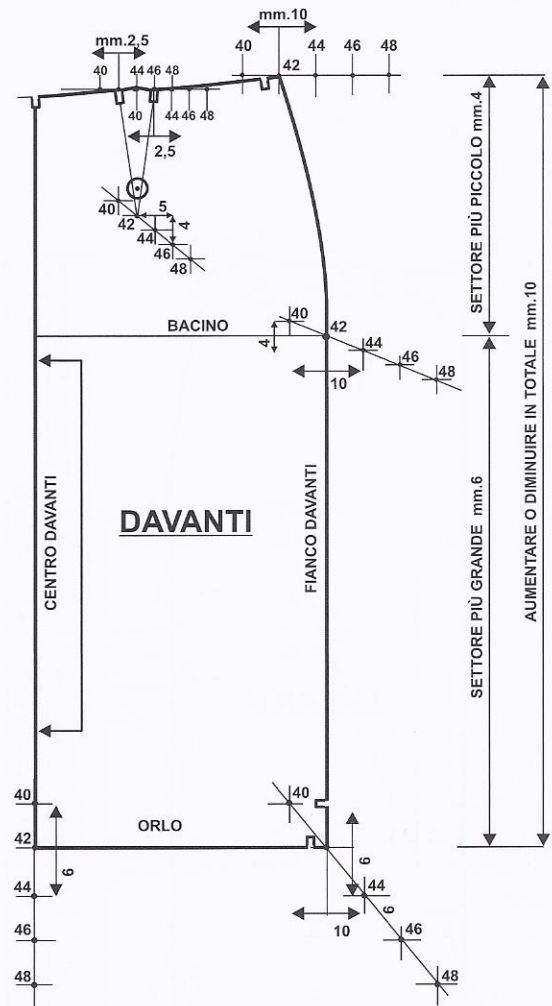 mm.10
mm.2,5
40 42 44 46 48
40 44 46 48
40 44 46 48
2,5
40 5
42 4
44
46
48
SETTORE PIÙ PICCOLO mm.4
BACINO
40
42
4
44
10
46
48
AUMENTARE O DIMINUIRE IN TOTALE mm.10
CENTRO DAVANTI
DAVANTI
FIANCO DAVANTI
SETTORE PIÙ GRANDE mm.6
40
40
ORLO
42
6
6
44
44
6
10
46
46
48
48